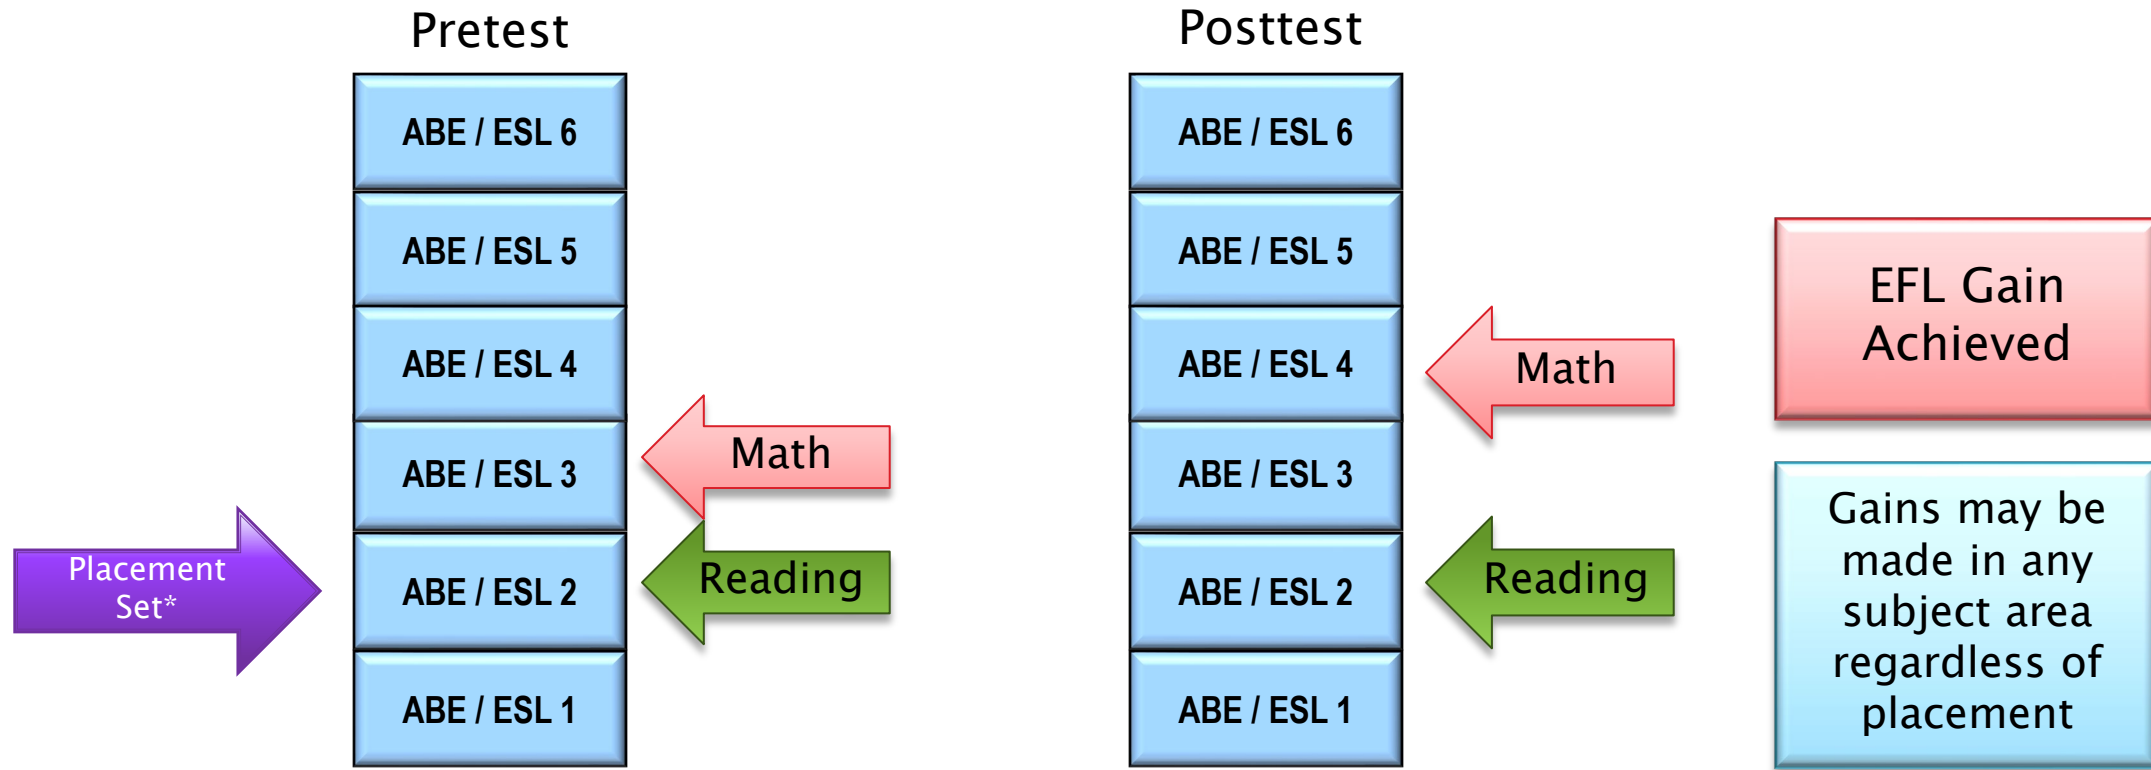 Pretest
ABE / ESL 6
ABE / ESL 5
ABE / ESL 4
ABE / ESL 3
ABE / ESL 2
ABE / ESL 1
Placement
Set*
Math
Reading
Posttest
ABE / ESL 6
ABE / ESL 5
ABE / ESL 4
ABE / ESL 3
ABE / ESL 2
ABE / ESL 1
Math
Reading
EFL Gain
Achieved
Gains may be
made in any
subject area
regardless of
placement